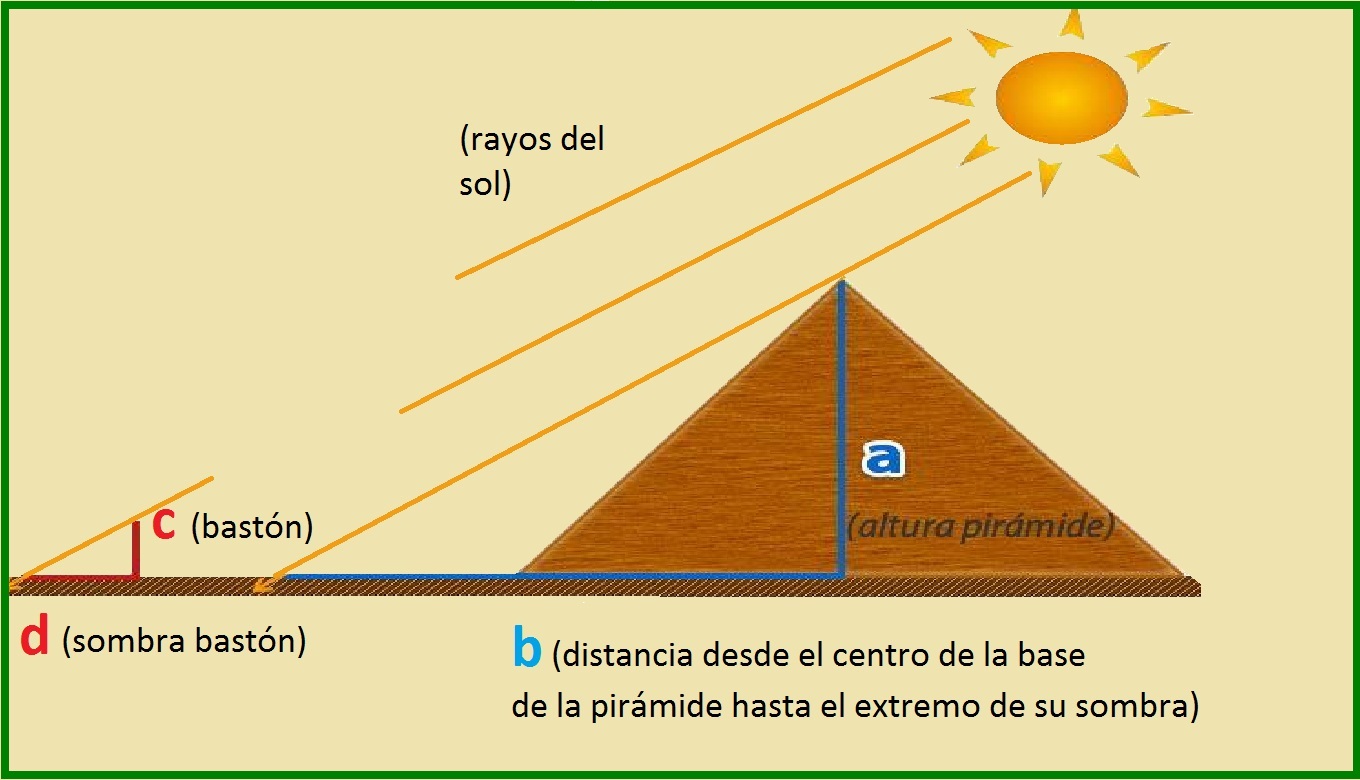 (rayos del
sol)
a
(altura pirámide)
c (bastón)
d (sombra bastón)
b (distancia desde el centro de la base
de la pirámide hasta el extremo de su sombra)